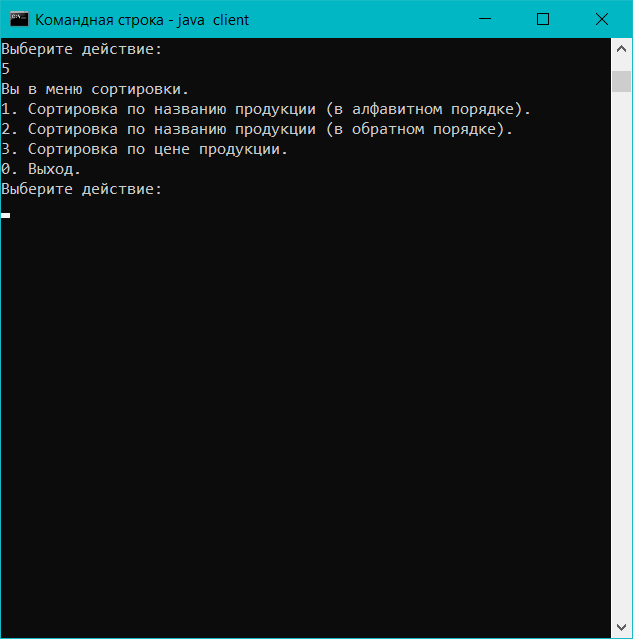 Командная строка - java client
Выберите действие:
5
Вы в меню сортировки.
1. Сортировка по названию продукции (в алфавитном порядке).
2. Сортировка по названию продукции (в обратном порядке).
3. Сортировка по цене продукции.
0. Выход.
Выберите действие: